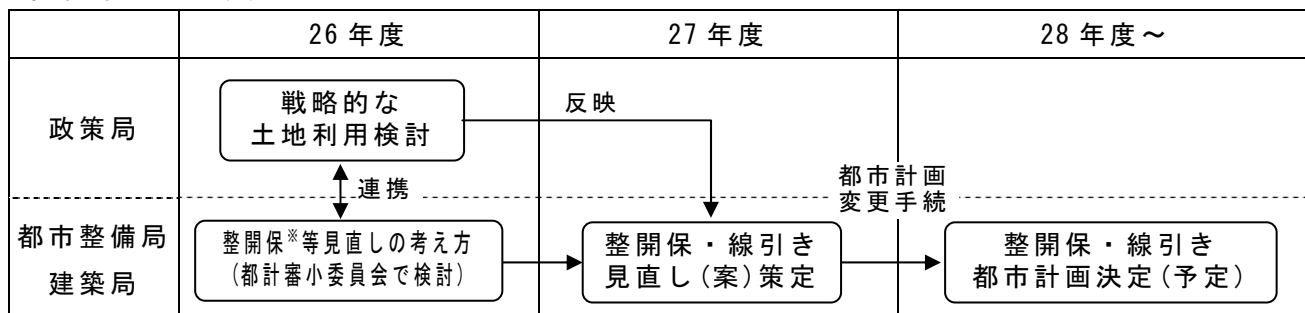 26年度
27年度
28年度～
政策局
戦略的な
土地利用検討
反映
連携
都市計画
変更手続
都市整備局
建築局
整開保※等見直しの考え方
(都計審小委員会で検討)
整開保・線引き
見直し(案)策定
整開保・線引き
都市計画決定(予定)